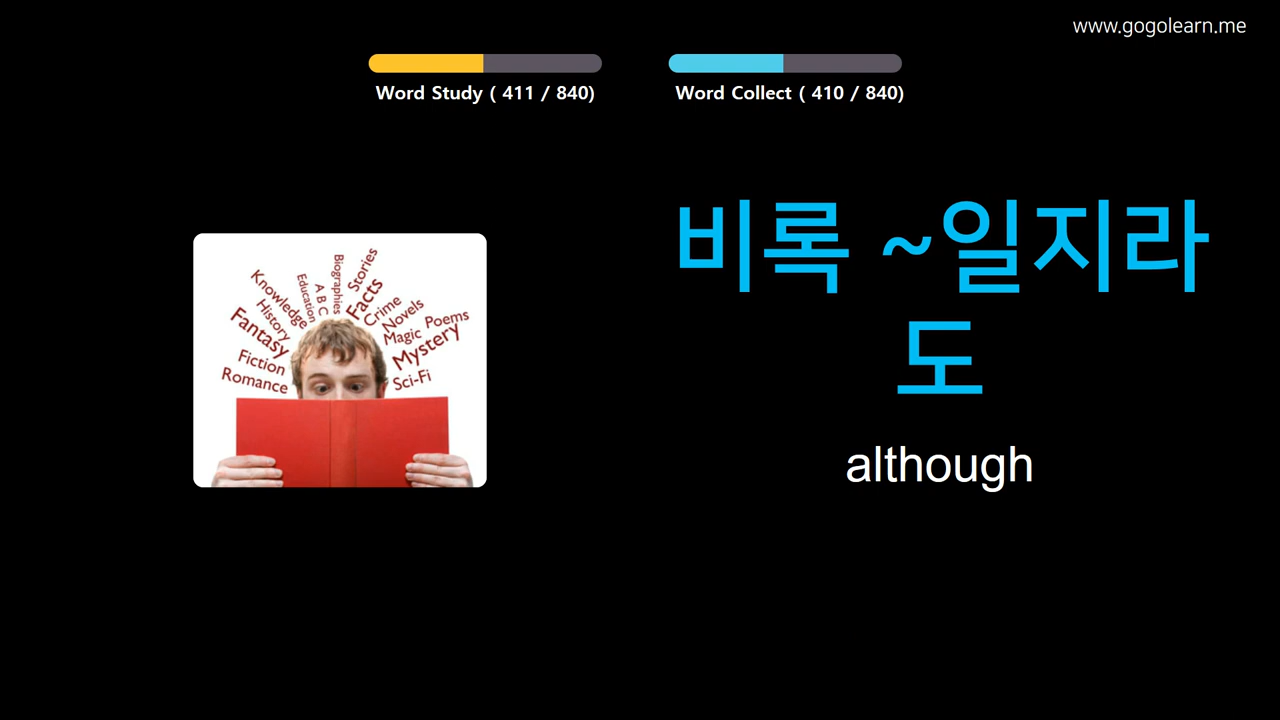 www.gogolearn.me
Word Study ( 411 / 840)
Word Collect ( 410 / 840)
비록 ~일지라
도
although
Knowledge
History
Fantasy
Fiction
Romance
Education
A B C
Biographies
Stories
Facts
Crime
Novels
Magic
Poems
Mystery
Sci-Fi